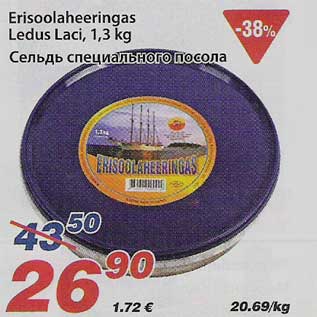 Erisoolaheeringas
Ledus Laci, 1,3 kg
Сельдь специального посола
-38%
1,3kg
ERISOOLAHEERINGAS
43 50
26 90
1.72 €
20.69/kg